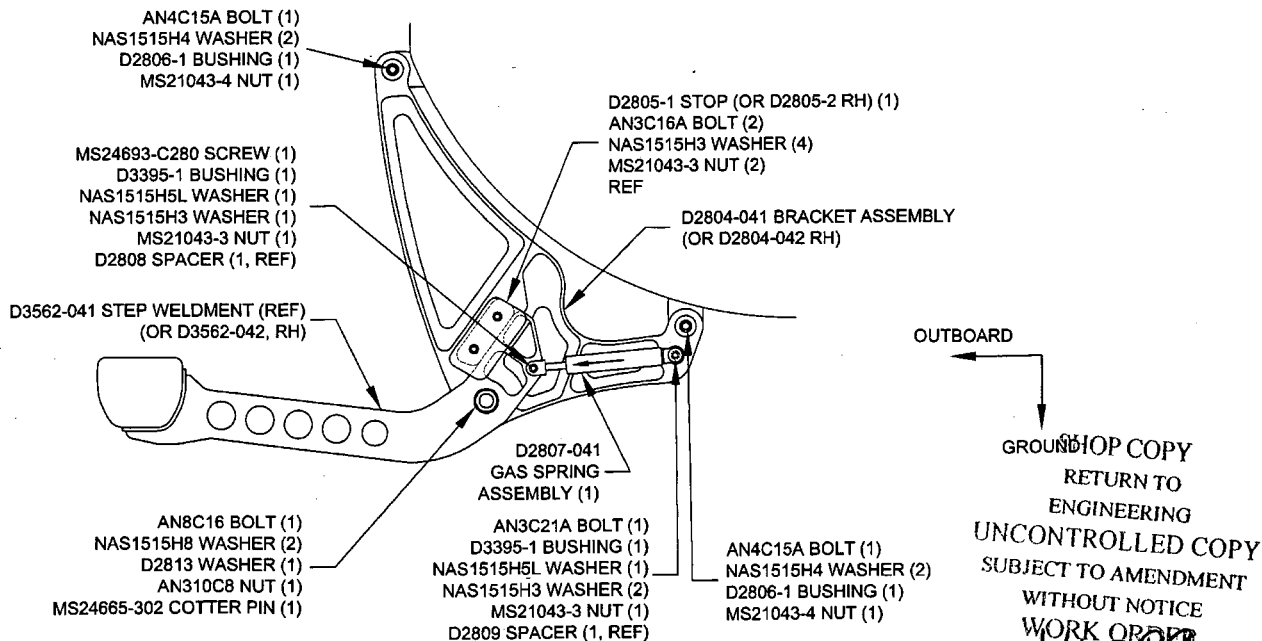 AN4C15A BOLT (1)
NAS1515H4 WASHER (2)
D2806-1 BUSHING (1)
MS21043-4 NUT (1)
MS24693-C280 SCREW (1)
D3395-1 BUSHING (1)
NAS1515H5L WASHER (1)
NAS1515H3 WASHER (1)
MS21043-3 NUT (1)
D2808 SPACER (1, REF)
D2805-1 STOP (OR D2805-2 RH) (1)
AN3C16A BOLT (2)
NAS1515H3 WASHER (4)
MS21043-3 NUT (2)
REF
D2804-041 BRACKET ASSEMBLY
(OR D2804-042 RH)
D3562-041 STEP WELDMENT (REF)
(OR D3562-042, RH)
OUTBOARD
GROUND
D2807-041
GAS SPRING
ASSEMBLY (1)
AN8C16 BOLT (1)
NAS1515H8 WASHER (2)
D2813 WASHER (1)
AN310C8 NUT (1)
MS24665-302 COTTER PIN (1)
AN3C21A BOLT (1)
D3395-1 BUSHING (1)
NAS1515H5L WASHER (1)
NAS1515H3 WASHER (2)
MS21043-3 NUT (1)
D2809 SPACER (1, REF)
AN4C15A BOLT (1)
NAS1515H4 WASHER (2)
D2806-1 BUSHING (1)
MS21043-4 NUT (1)
SHOP COPY
RETURN TO
ENGINEERING
UNCONTROLLED COPY
SUBJECT TO AMENDMENT
WITHOUT NOTICE
WORK ORDER